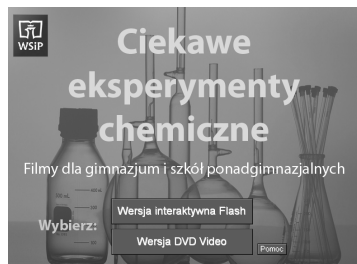 WSiP
Ciekawe
eksperymenty
chemiczne
Filmy dla gimnazjum i szkół ponadgimnazjalnych
Wybierz:
Wersja interaktywna Flash
Wersja DVD Video
Pomoc